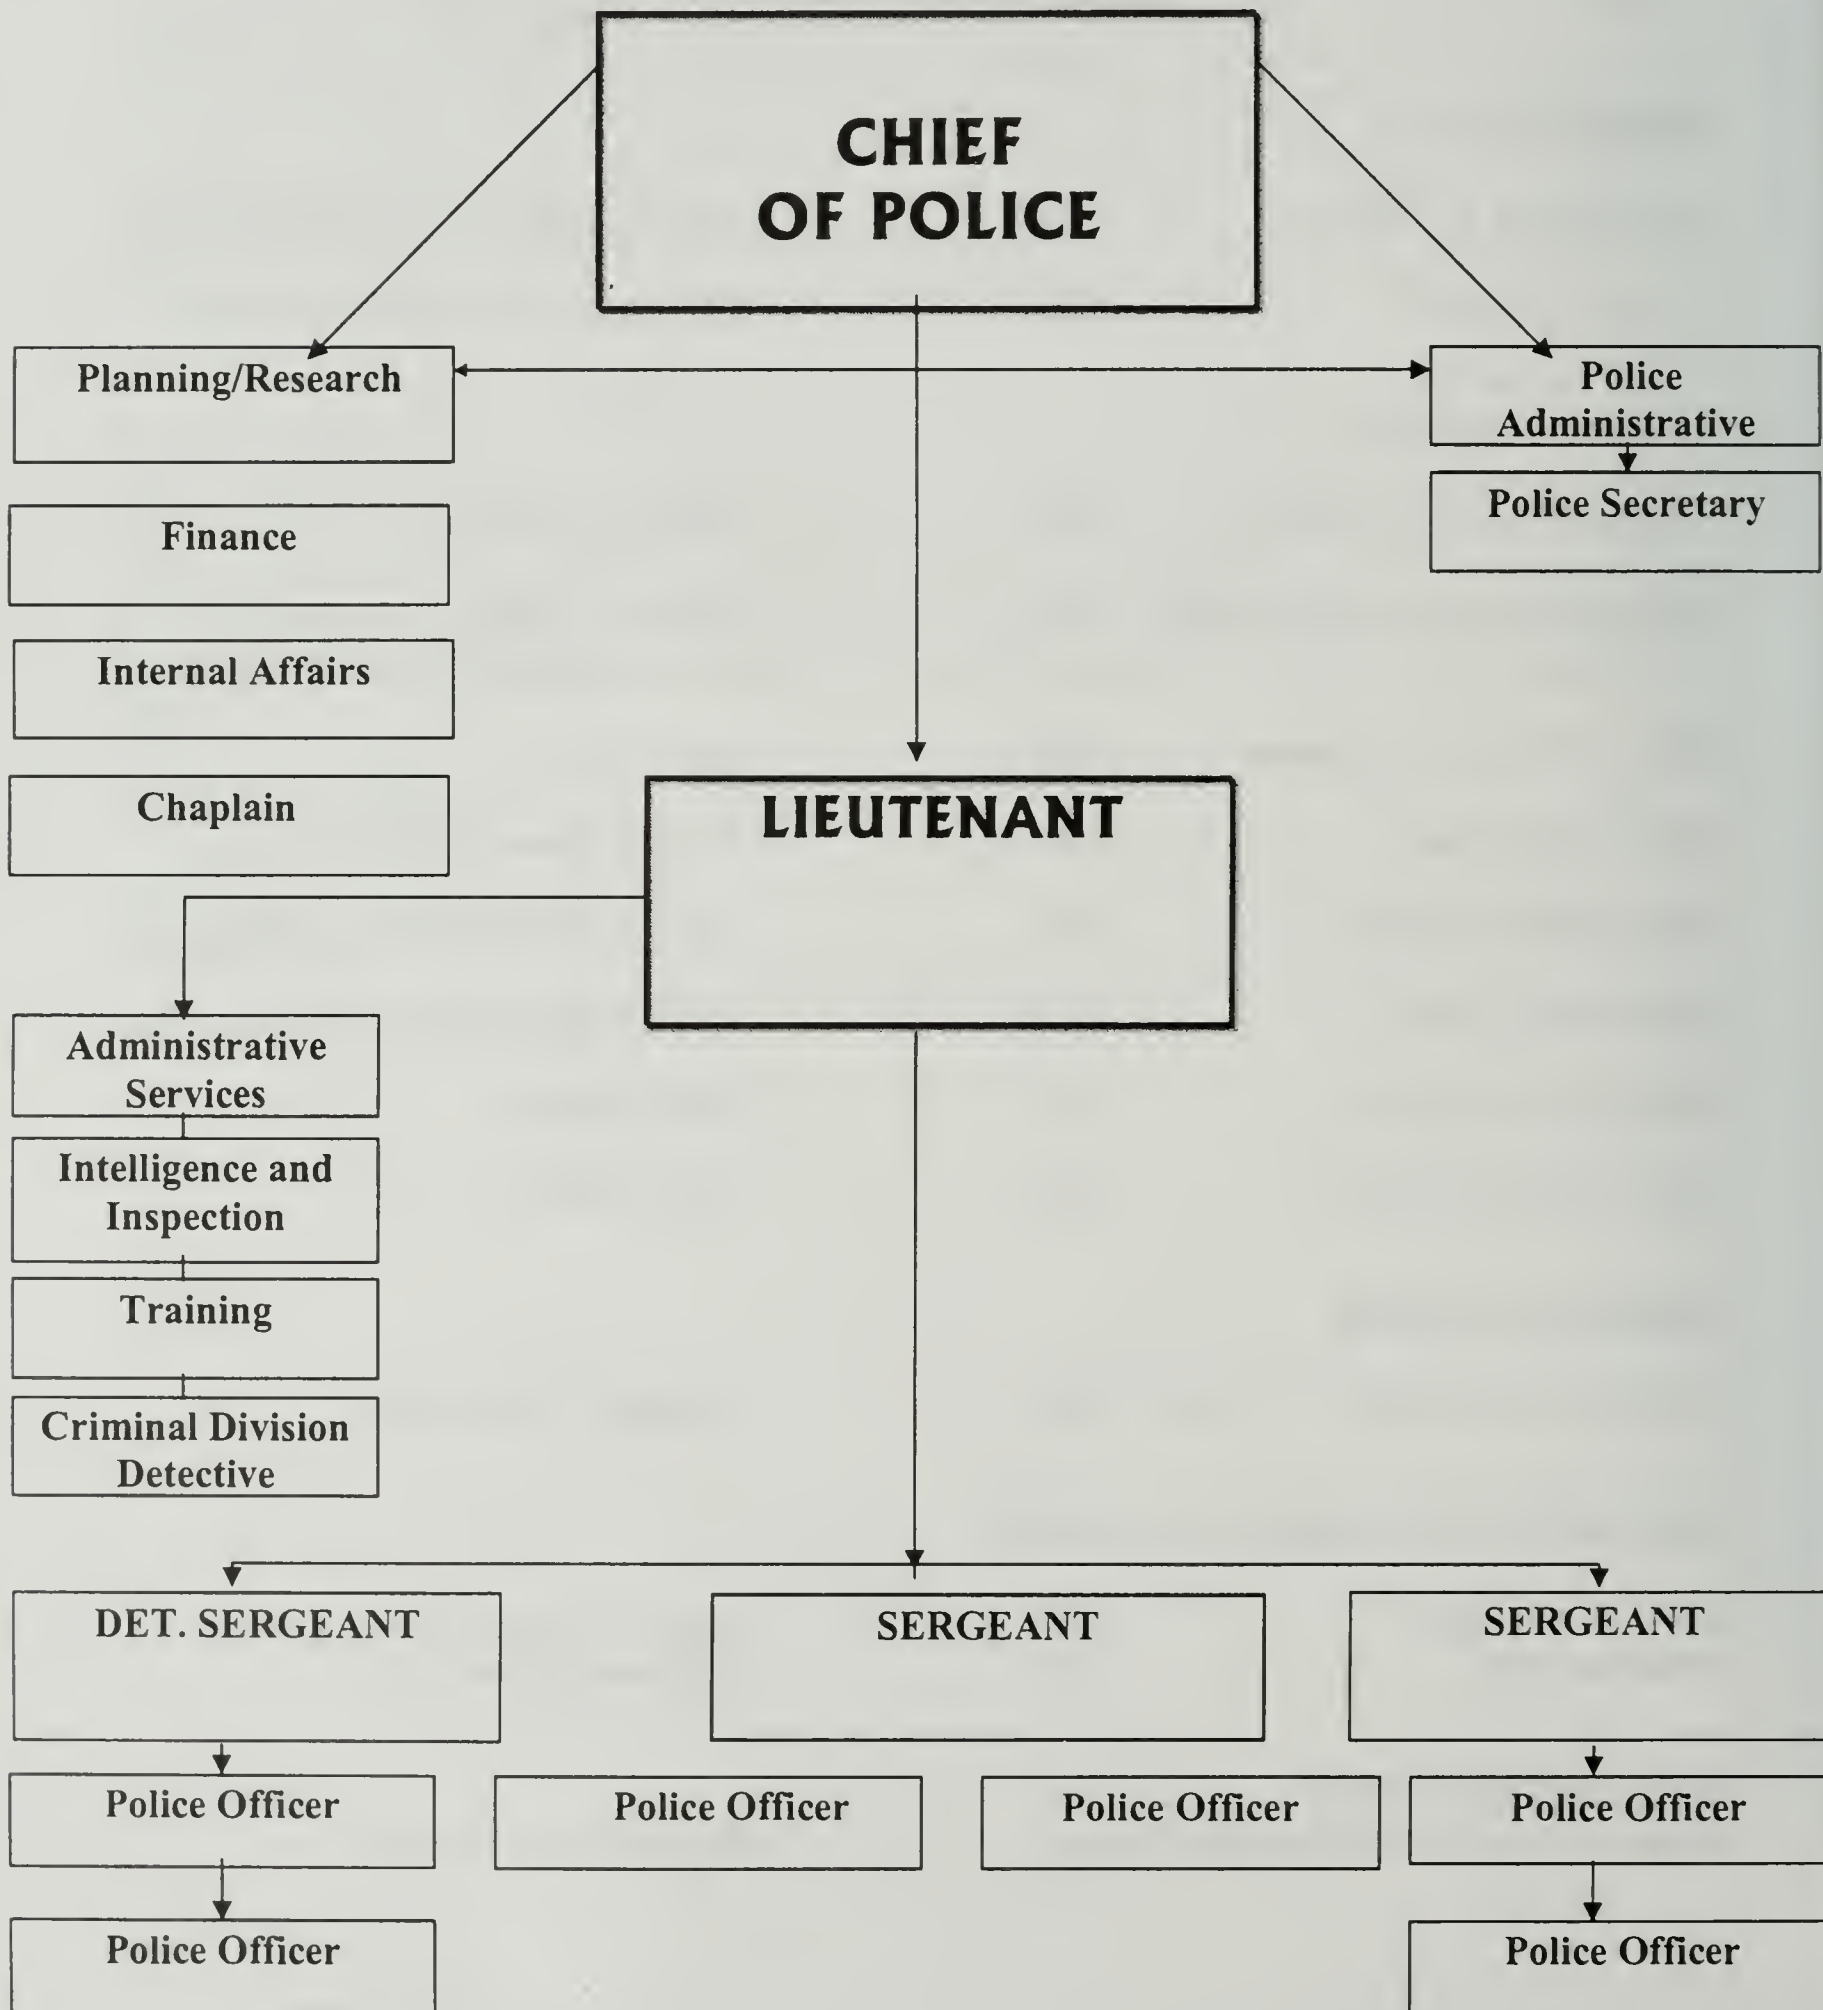 CHIEF
OF POLICE
Planning/Research
Police
Administrative
Police Secretary
Finance
Internal Affairs
Chaplain
LIEUTENANT
Administrative
Services
Intelligence and
Inspection
Training
Criminal Division
Detective
DET. SERGEANT
SERGEANT
SERGEANT
Police Officer
Police Officer
Police Officer
Police Officer
Police Officer
Police Officer